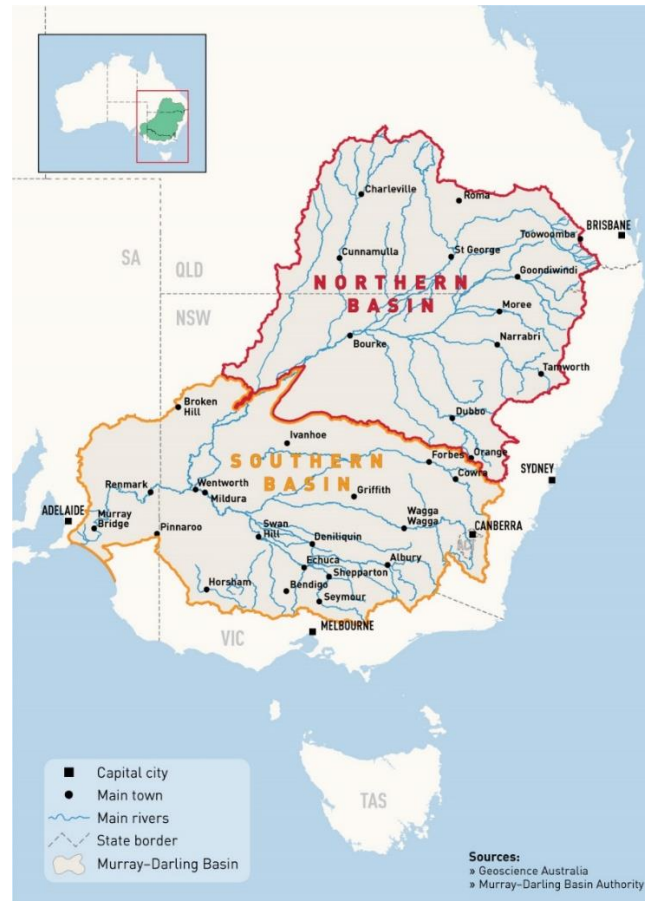 Charleville
Roma
BRISBANE
Toowoomba
Cunnamulla
St George
Goondiwindi
SA
QLD
NORTHERN
BASIN
NSW
Moree
Bourke
Narrabri
Tamworth
Broken
Hill
Dubbo
Ivanhoe
Orange
Forbes
SOUTHERN
BASIN
Cowra
SYDNEY
Renmark
Wentworth
Mildura
Griffith
ADELAIDE
Murray
Bridge
Pinnaroo
Swan
Hill
Wagga
Wagga
CANBERRA
ACT
Deniliquin
Echuca
Albury
Shepparton
Horsham
Bendigo
Seymour
VIC
MELBOURNE
TAS
Capital city
Main town
Main rivers
State border
Murray–Darling Basin
Sources:
» Geoscience Australia
» Murray–Darling Basin Authority